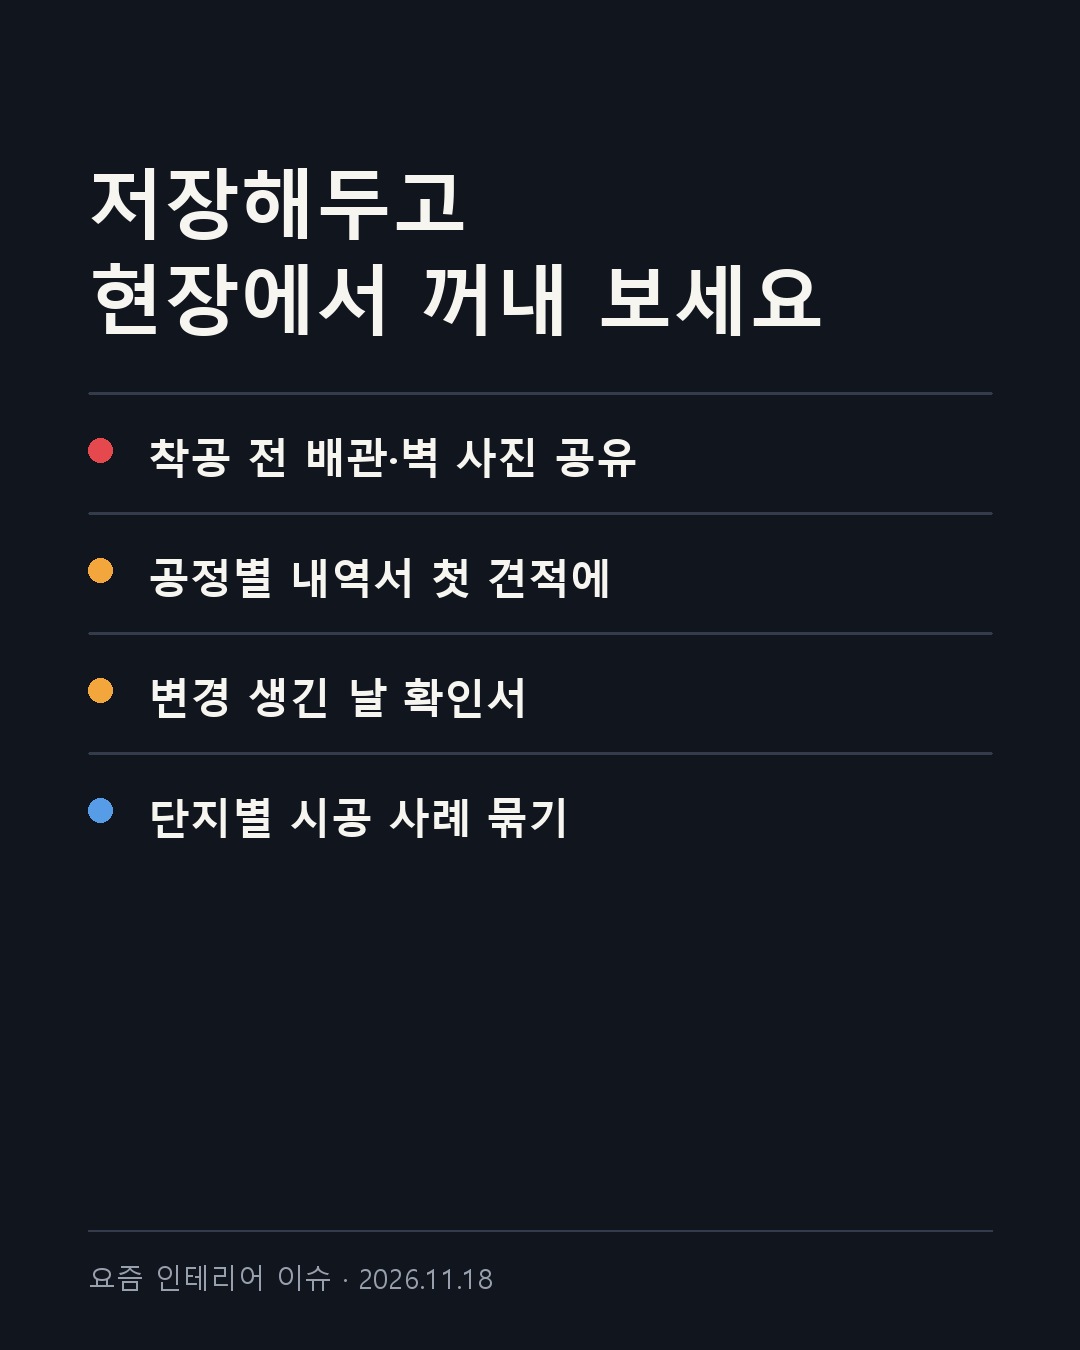 저장해두고
현장에서 꺼내 보세요
착공 전 배관·벽 사진 공유
공정별 내역서 첫 견적에
변경 생긴 날 확인서
단지별 시공 사례 묶기
요즘 인테리어 이슈 · 2026.11.18